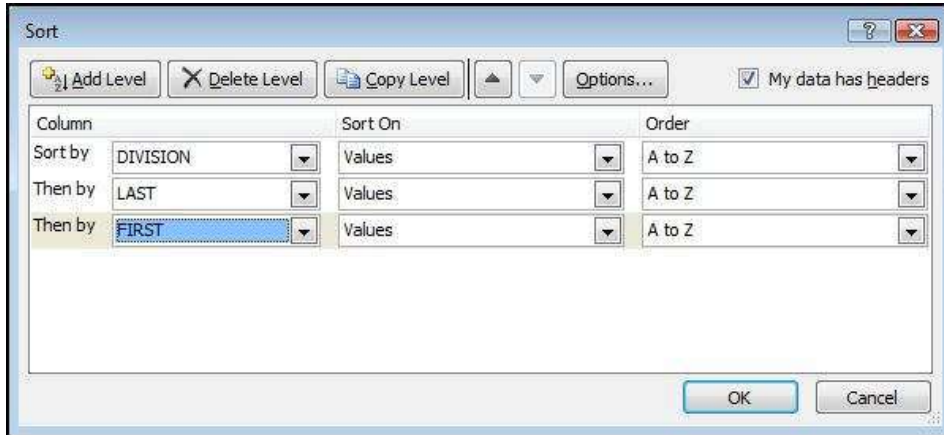 Sort
Add Level Delete Level Copy Level Options... My data has headers
Column Sort On Order
Sort by DIVISION Values A to Z
Then by LAST Values A to Z
Then by FIRST Values A to Z
OK Cancel